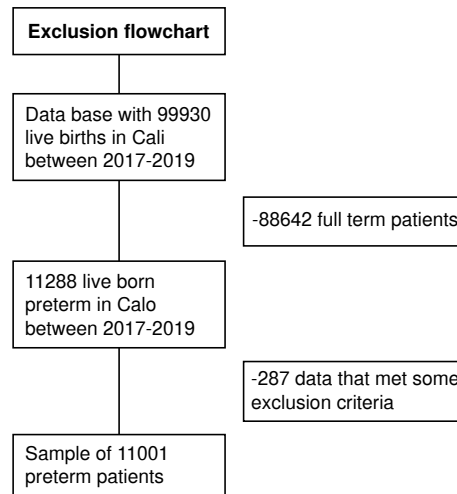 Exclusion flowchart
Data base with 99930
live births in Cali
between 2017-2019
-88642 full term patients
11288 live born
preterm in Calo
between 2017-2019
-287 data that met some
exclusion criteria
Sample of 11001
preterm patients